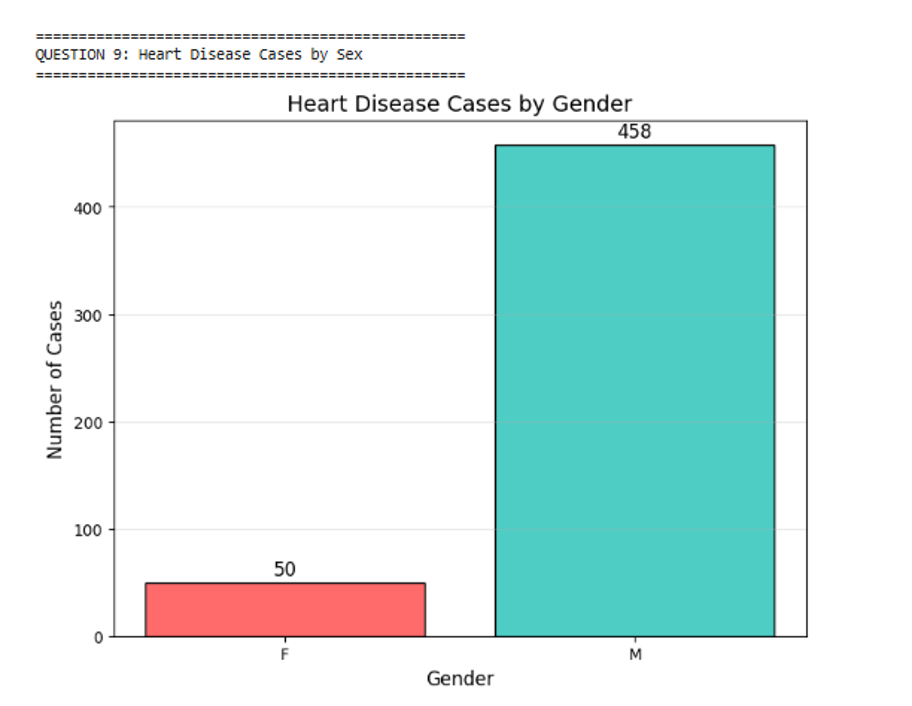 ==================================================
QUESTION 9: Heart Disease Cases by Sex
==================================================
Heart Disease Cases by Gender
458
400
300
200
100
0
50
Number of Cases
F
M
Gender